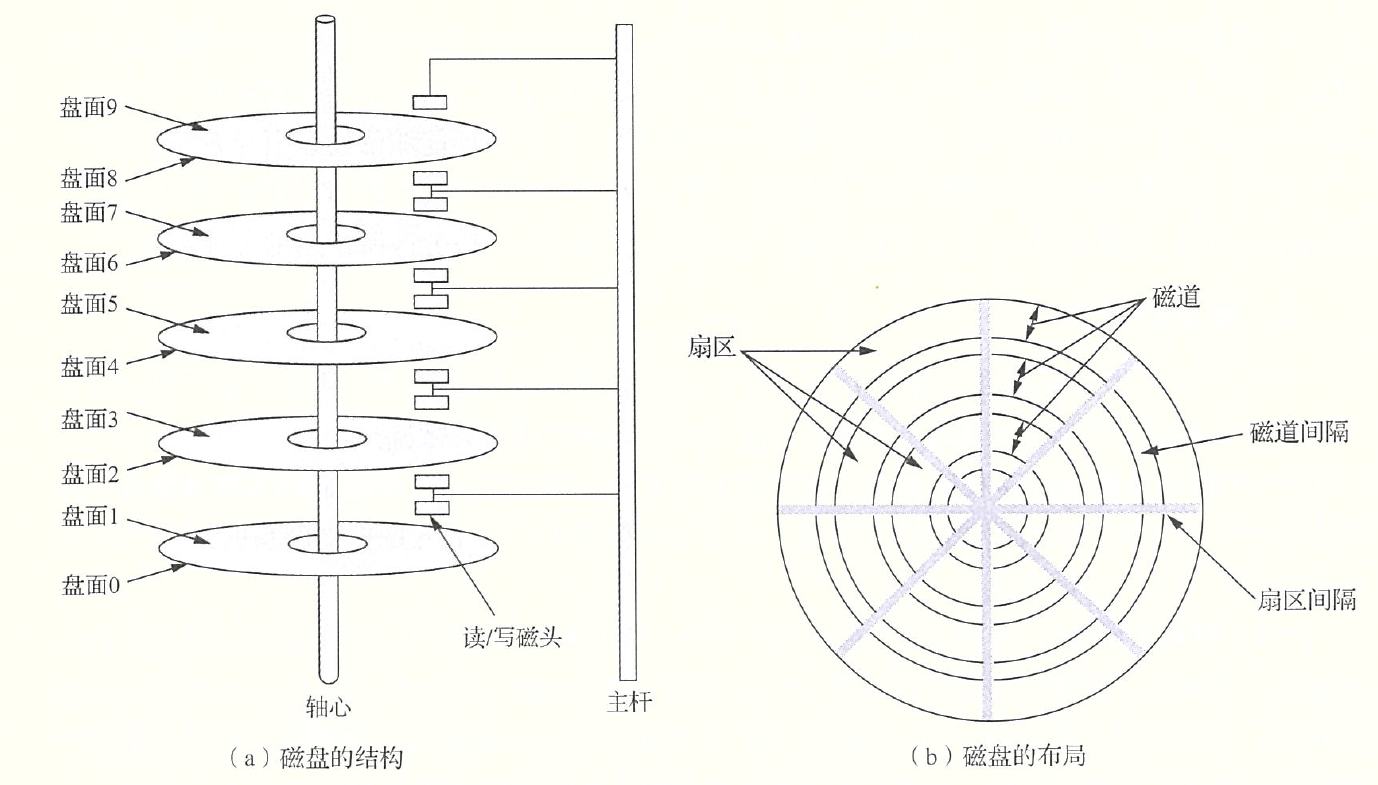 盘面9
盘面8
盘面7
盘面6
盘面5
盘面4
盘面3
盘面2
盘面1
盘面0
读/写磁头
轴心
主杆
（a）磁盘的结构
磁道
扇区
磁道间隔
扇区间隔
（b）磁盘的布局